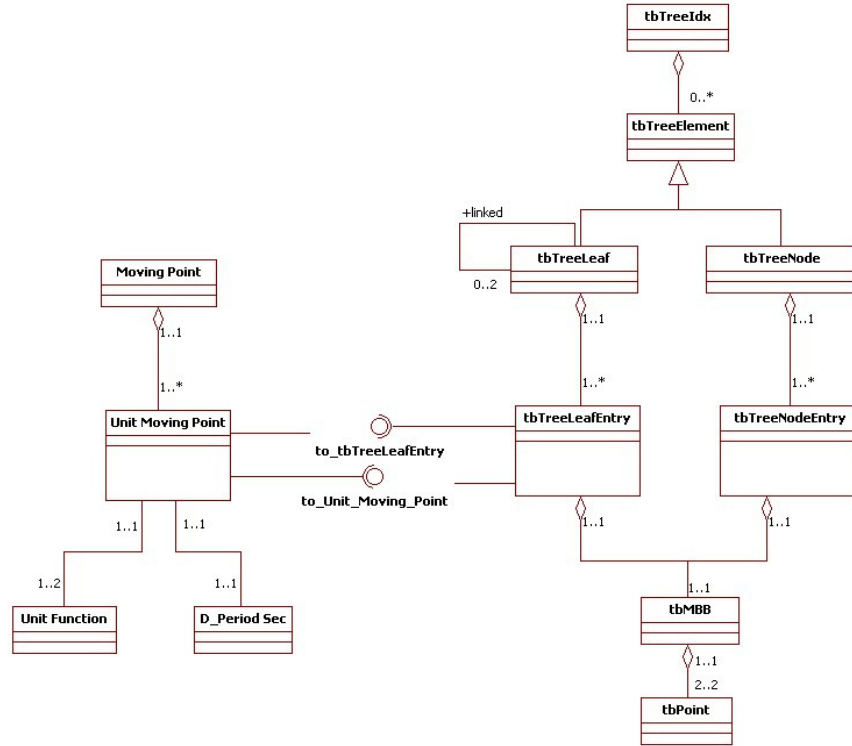 tbTreeIdx
0..*
tbTreeElement
+linked
tbTreeLeaf
tbTreeNode
0..2
Moving Point
1..1
1..1
1..1
1..*
1..*
1..*
Unit Moving Point
tbTreeLeafEntry
tbTreeNodeEntry
to_tbTreeLeafEntry
to_Unit_Moving_Point
1..1
1..1
1..1
1..1
1..2
1..1
1..1
Unit Function
D_Period Sec
tbMBB
1..1
2..2
tbPoint